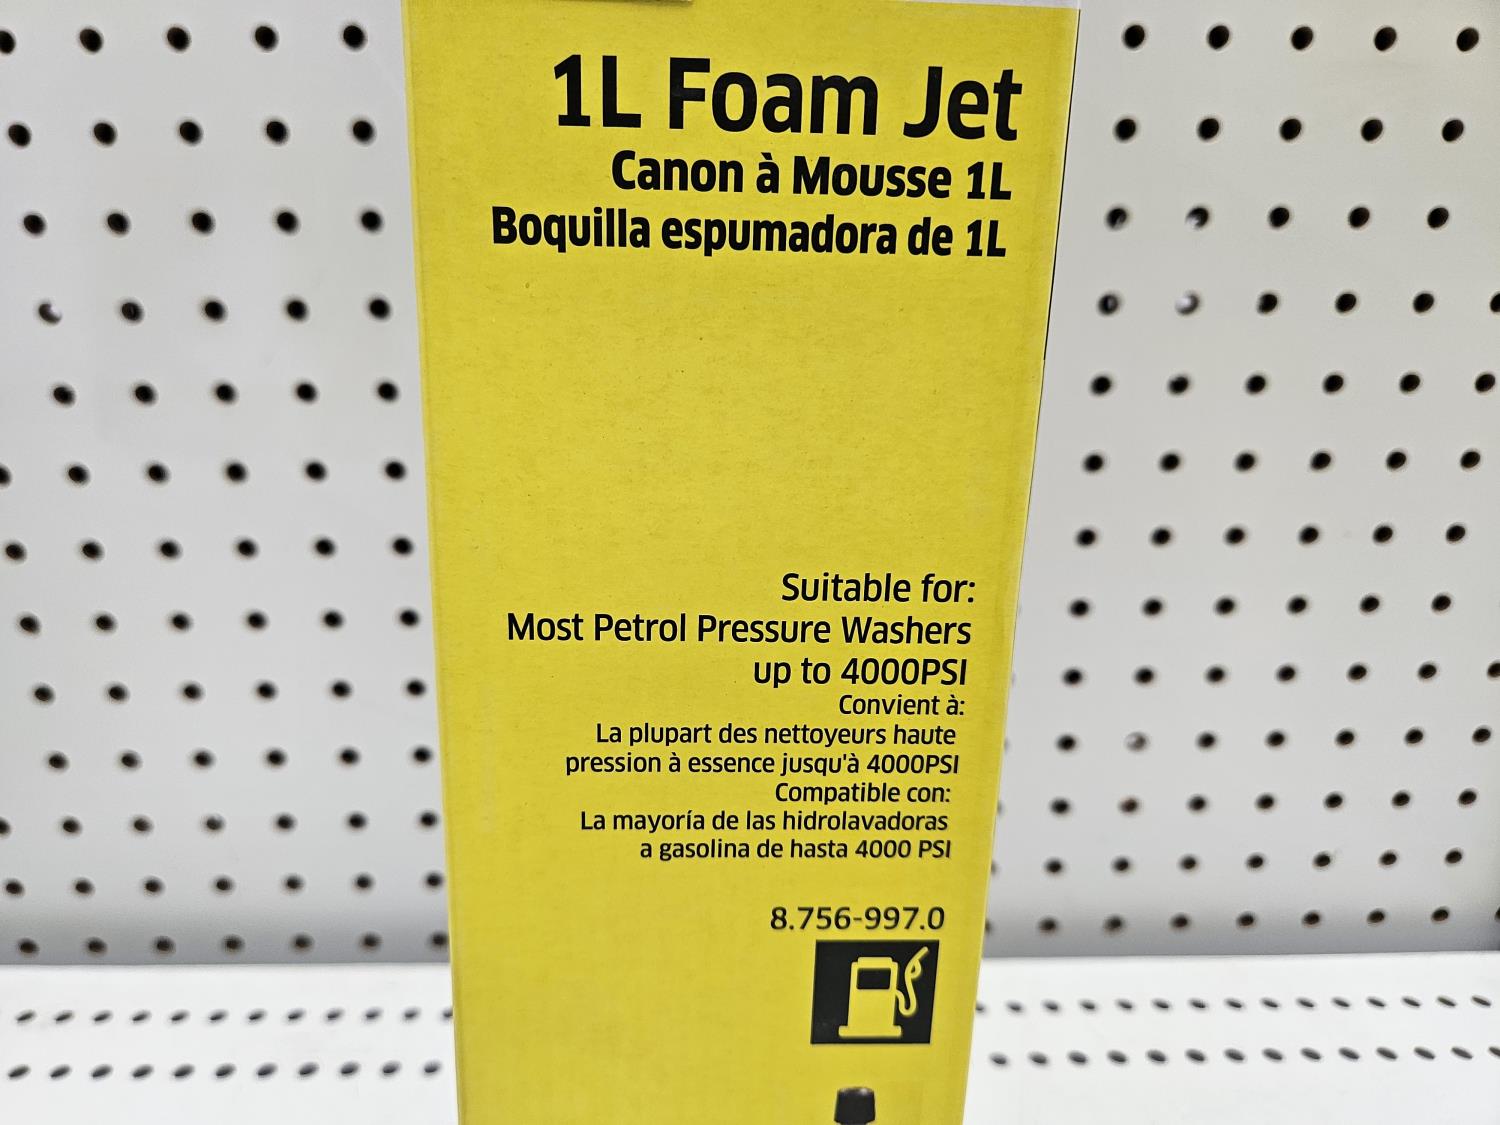 1L Foam Jet
Canon à Mousse 1L
Boquilla espumadora de 1L
Suitable for:
Most Petrol Pressure Washers
up to 4000PSI
Convient à:
La plupart des nettoyeurs haute
pression à essence jusqu'à 4000PSI
Compatible con:
La mayoría de las hidrolavadoras
a gasolina de hasta 4000 PSI
8.756-997.0